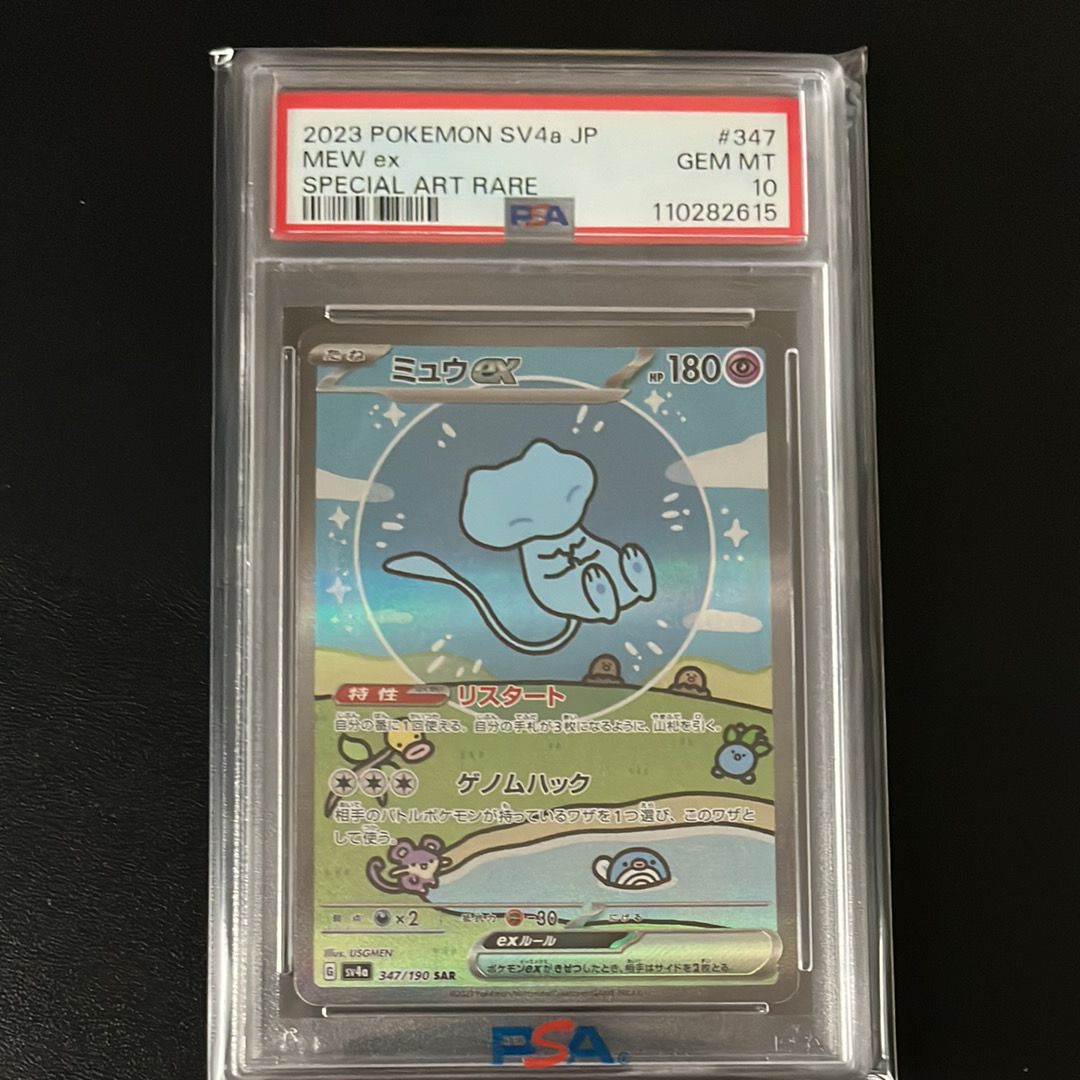 2023 POKEMON SV4a JP #347
MEW ex GEM MT
SPECIAL ART RARE 10
PSA 110282615
たね ミュウex HP 180
特性 リスタート
自分の番に1回使える。自分の手札が3枚になるように、山札を引く。
ゲノムハック
相手のバトルポケモンが持っているワザを1つ選び、このワザと
して使う。
弱点 ×2 抵抗力 -30 にげる
exルール
Illus. USGMEN
ポケモンexがきぜつしたとき、相手はサイドを2枚とる。
G sv4a 347/190 SAR
PSA